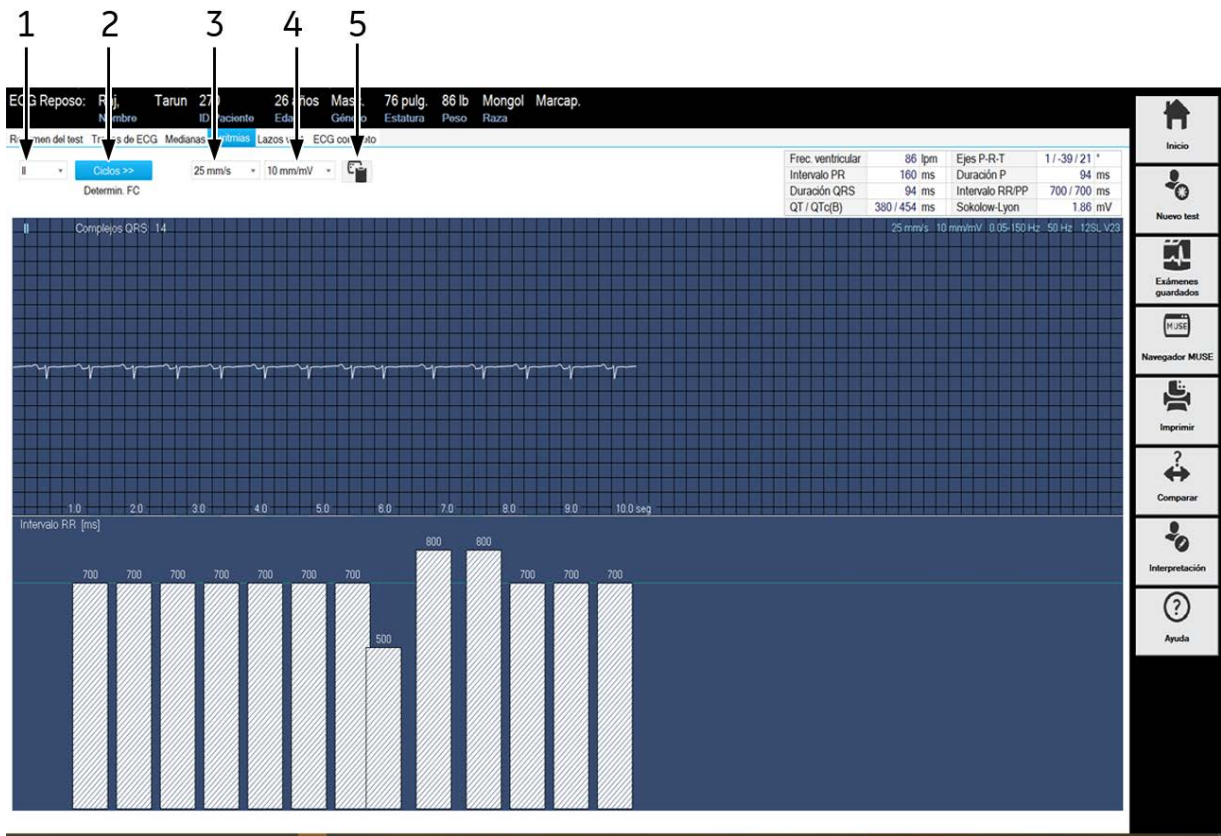 1 2 3 4 5
ECG Reposo: Tarun 26 años 76 pulg. 86 lb Mongol Marcap.
Estatura Peso Raza
Medianas ECG
II Ciclos >> 25 mm/s 10 mm/mV
Determin. FC
Frec. ventricular 86 lpm Ejes P-R-T 1/-39/21 °
Intervalo PR 160 ms Duración P 94 ms
Duración QRS 94 ms Intervalo RR/PP 700/700 ms
QT / QTc(B) 380/454 ms Sokolow-Lyon 1.86 mV
II Complejos QRS 14 25 mm/s 10 mm/mV 0.05-150 Hz 50 Hz 12SL V23
1.0 2.0 3.0 4.0 5.0 6.0 7.0 8.0 9.0 10.0 seg
Intervalo RR [ms]
800 800
700 700 700 700 700 700 700 700 700 700
500
Inicio
Nuevo test
Exámenes
guardados
MUSE
Navegador MUSE
Imprimir
Comparar
Interpretación
Ayuda